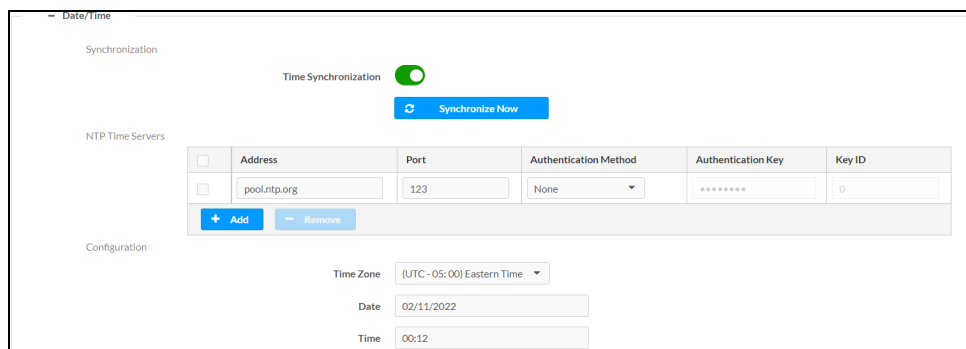 Date/Time
Synchronization
Time Synchronization
Synchronize Now
NTP Time Servers
Address Port Authentication Method Authentication Key Key ID
pool.ntp.org 123 None •••••••• 0
+ Add − Remove
Configuration
Time Zone (UTC - 05: 00) Eastern Time
Date 02/11/2022
Time 00:12